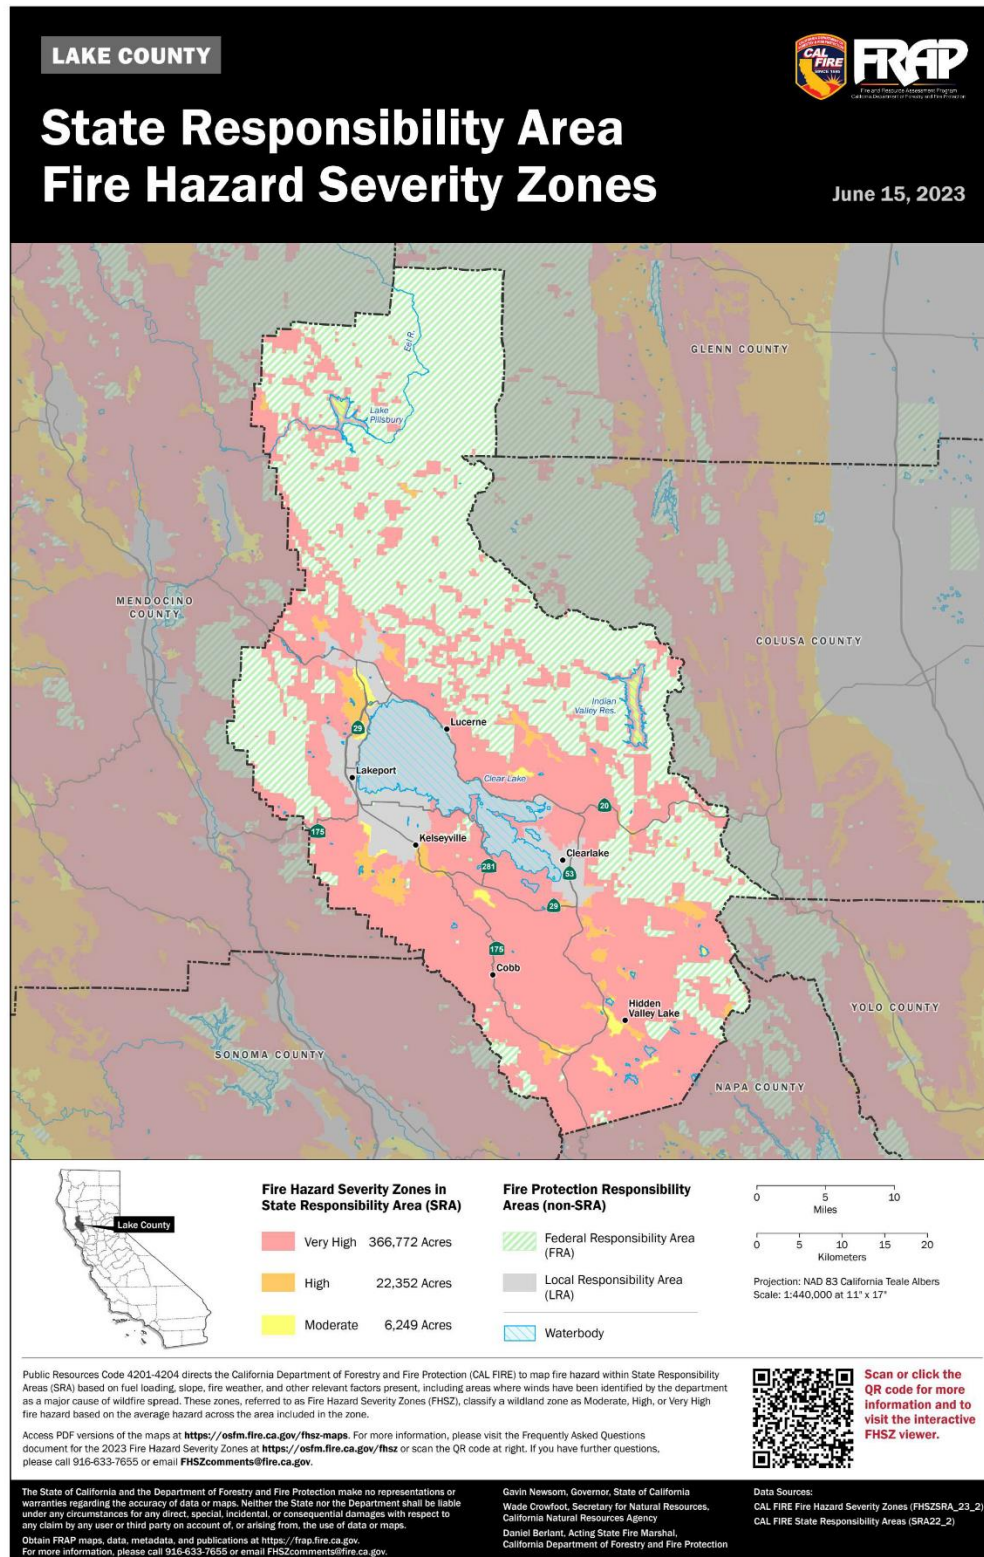 LAKE COUNTY
CAL
FIRE
SINCE 1885
FRAP
Fire and Resource Assessment Program
California Department of Forestry and Fire Protection
State Responsibility Area
Fire Hazard Severity Zones
June 15, 2023
Eel R.
GLENN COUNTY
Lake
Pillsbury
MENDOCINO
COUNTY
COLUSA COUNTY
Indian
Valley Res.
Lucerne
29
Lakeport
Clear Lake
20
175
Kelseyville
Clearlake
281
53
29
175
Cobb
Hidden
Valley Lake
YOLO COUNTY
SONOMA COUNTY
NAPA COUNTY
Lake County
Fire Hazard Severity Zones in
State Responsibility Area (SRA)
Very High 366,772 Acres
High 22,352 Acres
Moderate 6,249 Acres
Fire Protection Responsibility
Areas (non-SRA)
Federal Responsibility Area
(FRA)
Local Responsibility Area
(LRA)
Waterbody
0 5 10
Miles
0 5 10 15 20
Kilometers
Projection: NAD 83 California Teale Albers
Scale: 1:440,000 at 11" x 17"
Public Resources Code 4201-4204 directs the California Department of Forestry and Fire Protection (CAL FIRE) to map fire hazard within State Responsibility
Areas (SRA) based on fuel loading, slope, fire weather, and other relevant factors present, including areas where winds have been identified by the department
as a major cause of wildfire spread. These zones, referred to as Fire Hazard Severity Zones (FHSZ), classify a wildland zone as Moderate, High, or Very High
fire hazard based on the average hazard across the area included in the zone.
Access PDF versions of the maps at https://osfm.fire.ca.gov/fhsz-maps. For more information, please visit the Frequently Asked Questions
document for the 2023 Fire Hazard Severity Zones at https://osfm.fire.ca.gov/fhsz or scan the QR code at right. If you have further questions,
please call 916-633-7655 or email FHSZcomments@fire.ca.gov.
Scan or click the
QR code for more
information and to
visit the interactive
FHSZ viewer.
The State of California and the Department of Forestry and Fire Protection make no representations or
warranties regarding the accuracy of data or maps. Neither the State nor the Department shall be liable
under any circumstances for any direct, special, incidental, or consequential damages with respect to
any claim by any user or third party on account of, or arising from, the use of data or maps.
Obtain FRAP maps, data, metadata, and publications at https://frap.fire.ca.gov.
For more information, please call 916-633-7655 or email FHSZcomments@fire.ca.gov.
Gavin Newsom, Governor, State of California
Wade Crowfoot, Secretary for Natural Resources,
California Natural Resources Agency
Daniel Berlant, Acting State Fire Marshal,
California Department of Forestry and Fire Protection
Data Sources:
CAL FIRE Fire Hazard Severity Zones (FHSZSRA_23_2)
CAL FIRE State Responsibility Areas (SRA22_2)